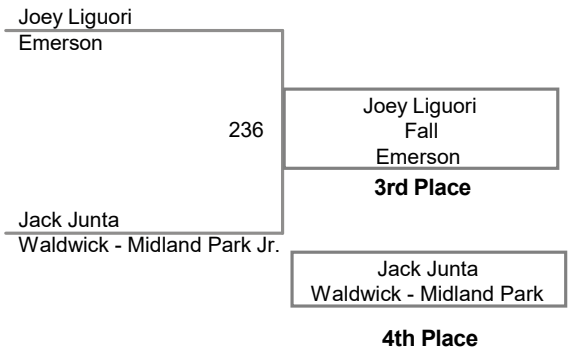 Joey Liguori
Emerson
236
Joey Liguori
Fall
Emerson
3rd Place
Jack Junta
Waldwick - Midland Park Jr.
Jack Junta
Waldwick - Midland Park
4th Place